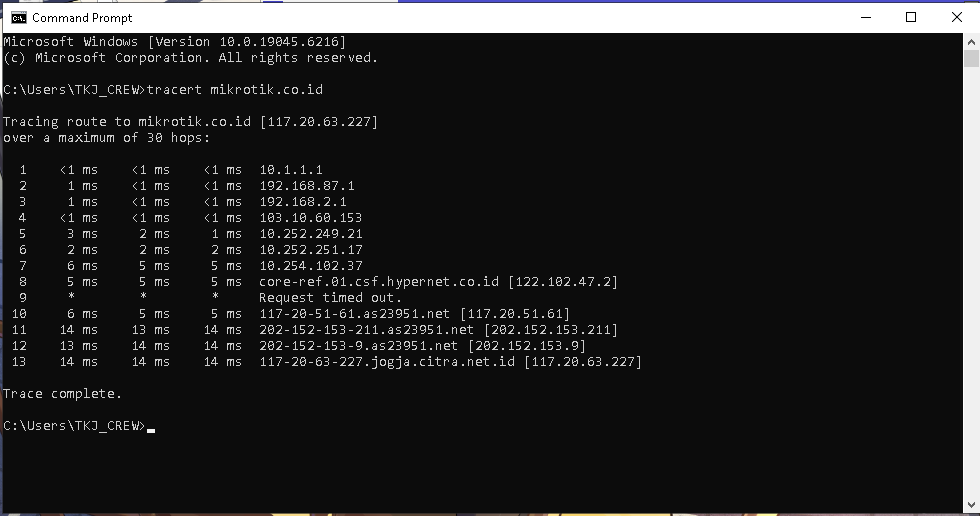 Command Prompt
Microsoft Windows [Version 10.0.19045.6216]
(c) Microsoft Corporation. All rights reserved.
C:\Users\TKJ_CREW>tracert mikrotik.co.id
Tracing route to mikrotik.co.id [117.20.63.227]
over a maximum of 30 hops:
1 <1 ms <1 ms <1 ms 10.1.1.1
2 1 ms <1 ms <1 ms 192.168.87.1
3 1 ms <1 ms <1 ms 192.168.2.1
4 <1 ms <1 ms <1 ms 103.10.60.153
5 3 ms 2 ms 1 ms 10.252.249.21
6 2 ms 2 ms 2 ms 10.252.251.17
7 6 ms 5 ms 5 ms 10.254.102.37
8 5 ms 5 ms 5 ms core-ref.01.csf.hypernet.co.id [122.102.47.2]
9 * * * Request timed out.
10 6 ms 5 ms 5 ms 117-20-51-61.as23951.net [117.20.51.61]
11 14 ms 13 ms 14 ms 202-152-153-211.as23951.net [202.152.153.211]
12 13 ms 14 ms 14 ms 202-152-153-9.as23951.net [202.152.153.9]
13 14 ms 14 ms 14 ms 117-20-63-227.jogja.citra.net.id [117.20.63.227]
Trace complete.
C:\Users\TKJ_CREW>